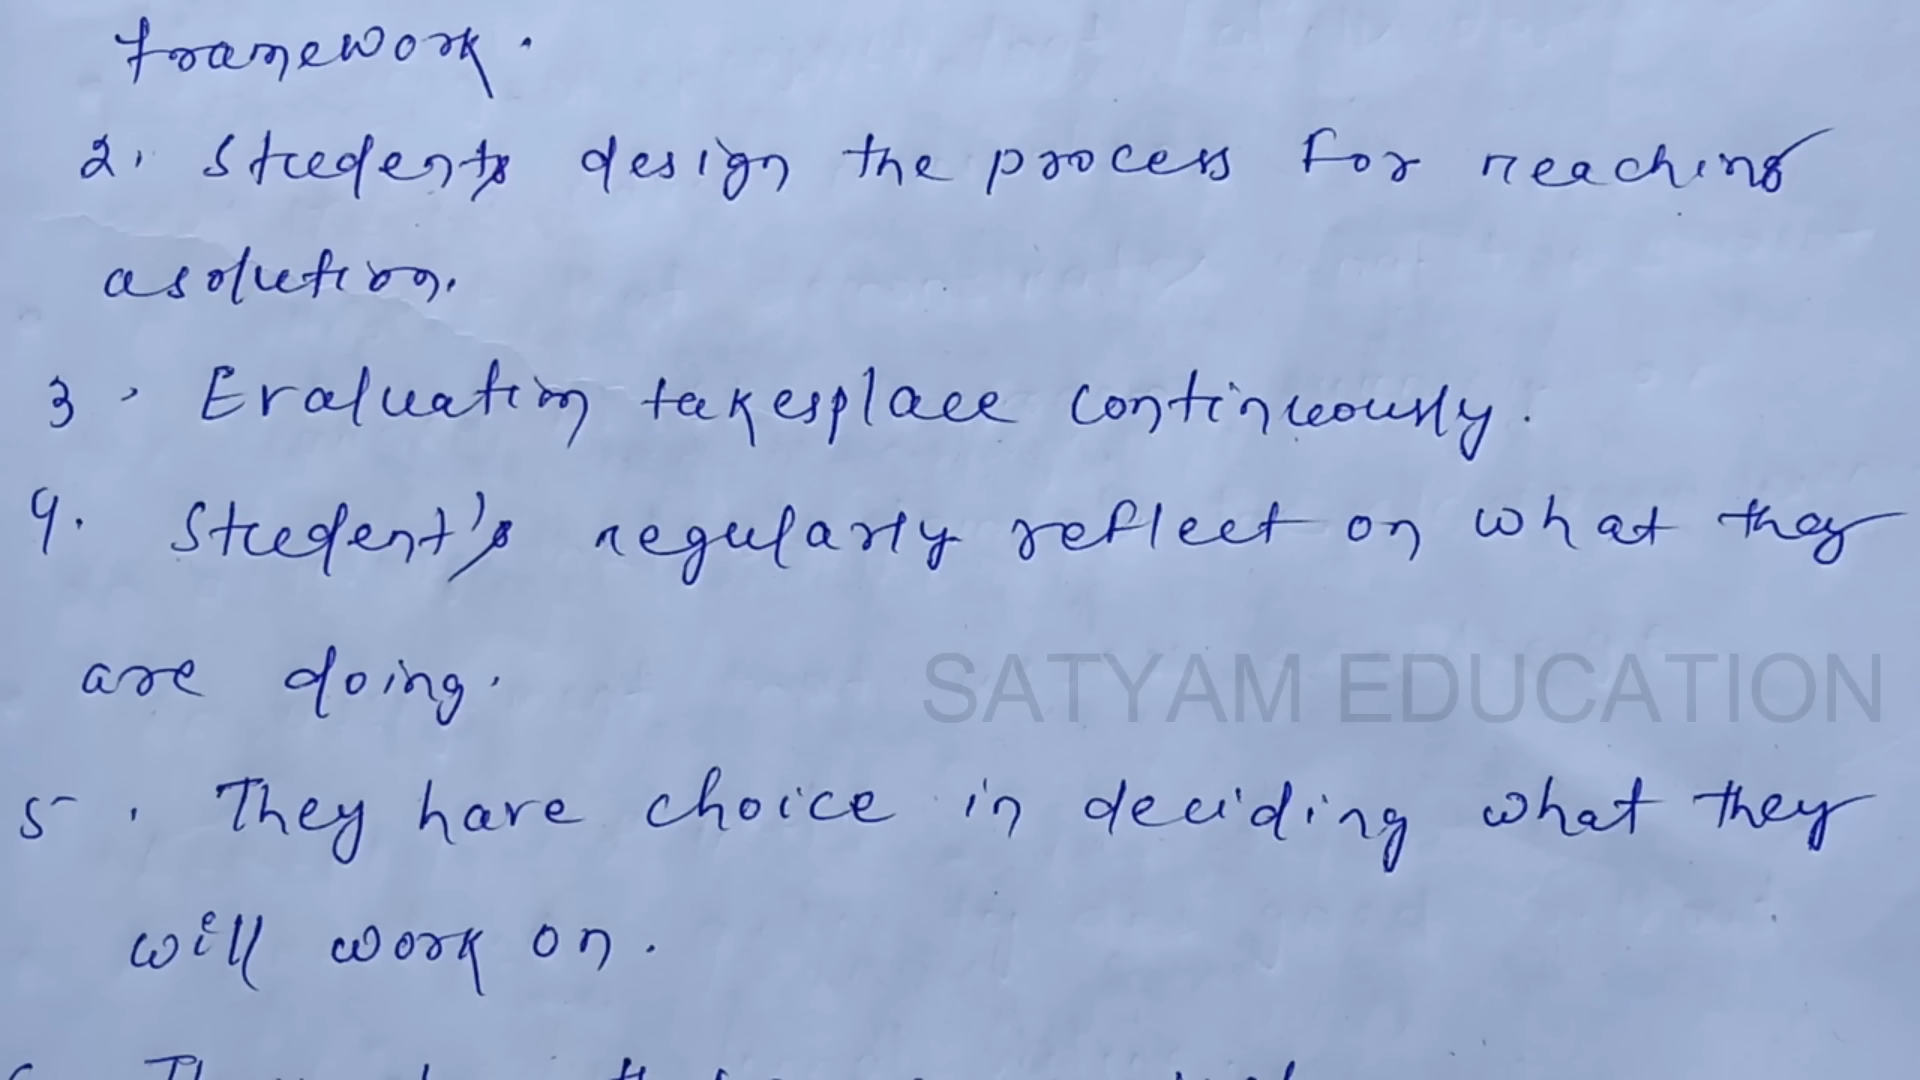 framework.
2. Students design the process for reaching
a solution.
3. Evaluation takesplace continuously.
4. Student's regularly reflect on what they
are doing.
SATYAM EDUCATION
5. They have choice in deciding what they
will work on.